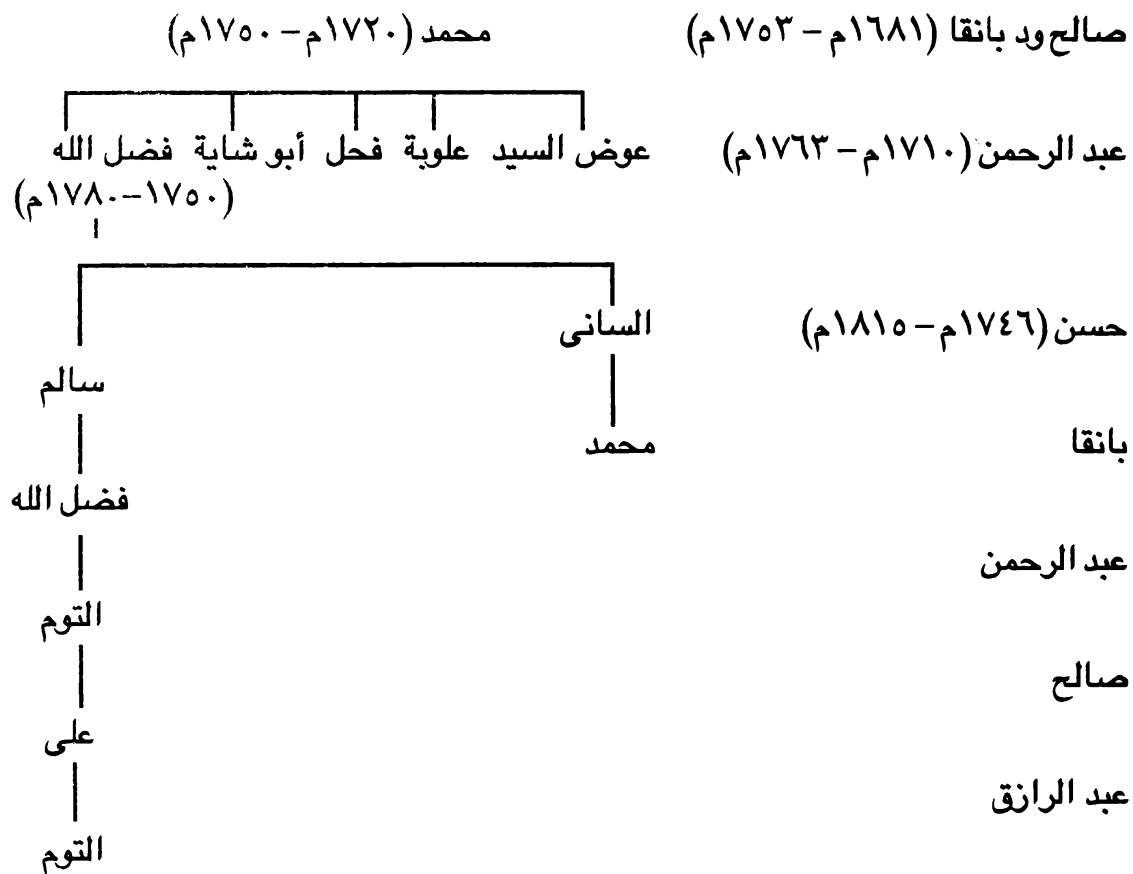 صالح ود بانقا (١٦٨١م – ١٧٥٣م) محمد (١٧٢٠م – ١٧٥٠م)
عبد الرحمن (١٧١٠م – ١٧٦٣م) عوض السيد علوبة فحل أبو شاية فضل الله
(١٧٥٠–١٧٨٠م)
حسن (١٧٤٦م – ١٨١٥م) السانى
سالم
بانقا محمد
فضل الله
عبد الرحمن
التوم
صالح
على
عبد الرازق
التوم